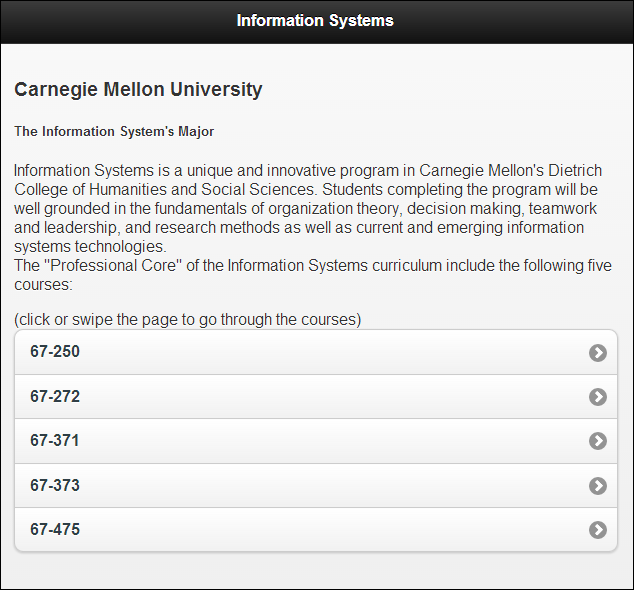 Information Systems
Carnegie Mellon University
The Information System's Major
Information Systems is a unique and innovative program in Carnegie Mellon's Dietrich
College of Humanities and Social Sciences. Students completing the program will be
well grounded in the fundamentals of organization theory, decision making, teamwork
and leadership, and research methods as well as current and emerging information
systems technologies.
The "Professional Core" of the Information Systems curriculum include the following five
courses:
(click or swipe the page to go through the courses)
67-250
67-272
67-371
67-373
67-475